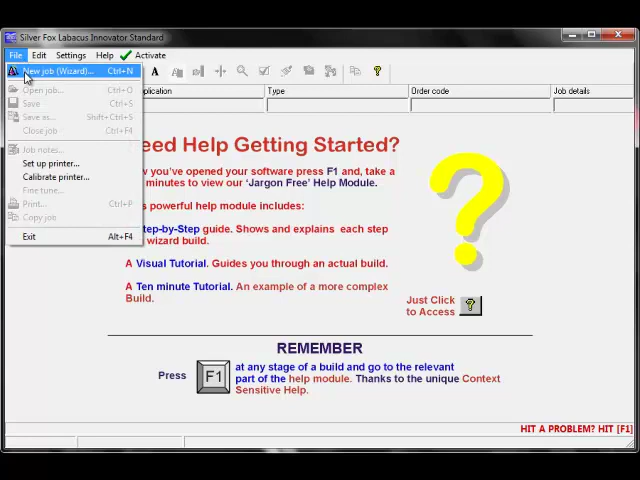 Silver Fox Labacus Innovator Standard
File Edit Settings Help Activate
New job (Wizard)... Ctrl+N
Open job... Ctrl+O
Save Ctrl+S
Save as... Shift+Ctrl+S
Close job Ctrl+F4
Job notes...
Set up printer...
Calibrate printer...
Fine tune...
Print... Ctrl+P
Copy job
Exit Alt+F4
Type Order code Job details
Need Help Getting Started?
you've opened your software press F1 and, take a
minutes to view our 'Jargon Free' Help Module.
powerful help module includes:
Step-by-Step guide. Shows and explains each step
wizard build.
A Visual Tutorial. Guides you through an actual build.
A Ten minute Tutorial. An example of a more complex
Build.
Just Click
to Access
REMEMBER
Press F1 at any stage of a build and go to the relevant
part of the help module. Thanks to the unique Context
Sensitive Help.
HIT A PROBLEM? HIT [F1]